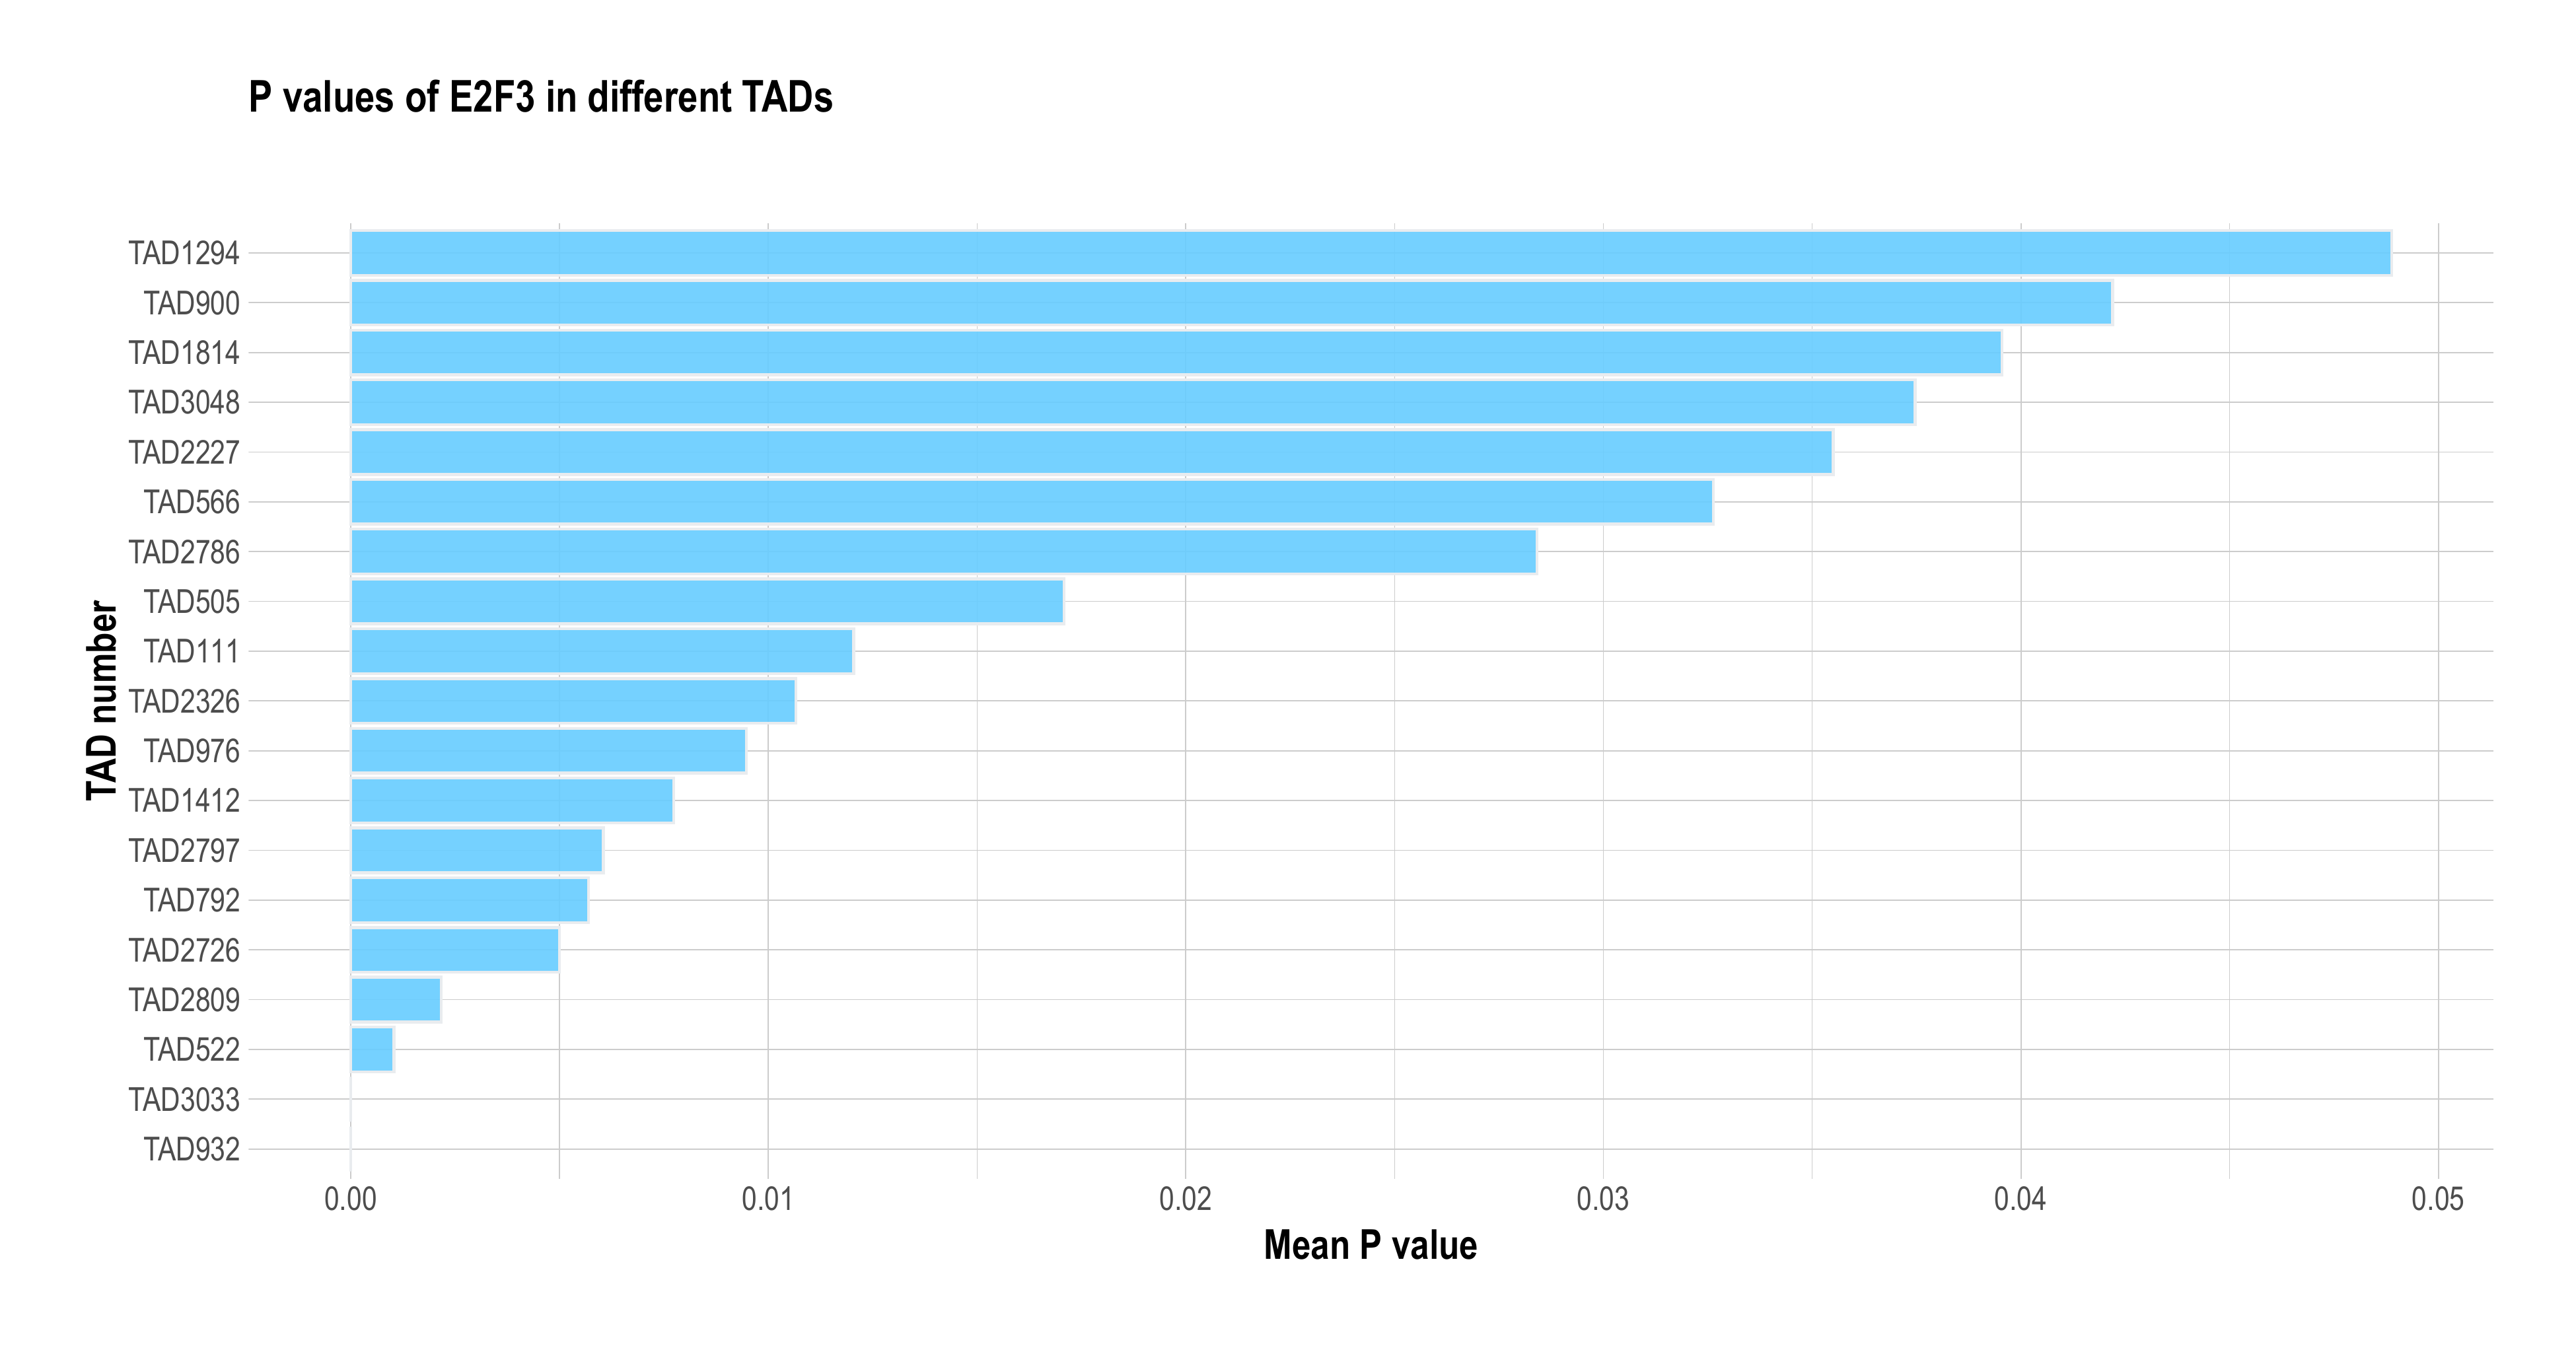 P values of E2F3 in different TADs
TAD1294
TAD900
TAD1814
TAD3048
TAD2227
TAD566
TAD2786
TAD505
TAD111
TAD2326
TAD976
TAD1412
TAD2797
TAD792
TAD2726
TAD2809
TAD522
TAD3033
TAD932
TAD number
0.00 0.01 0.02 0.03 0.04 0.05
Mean P value